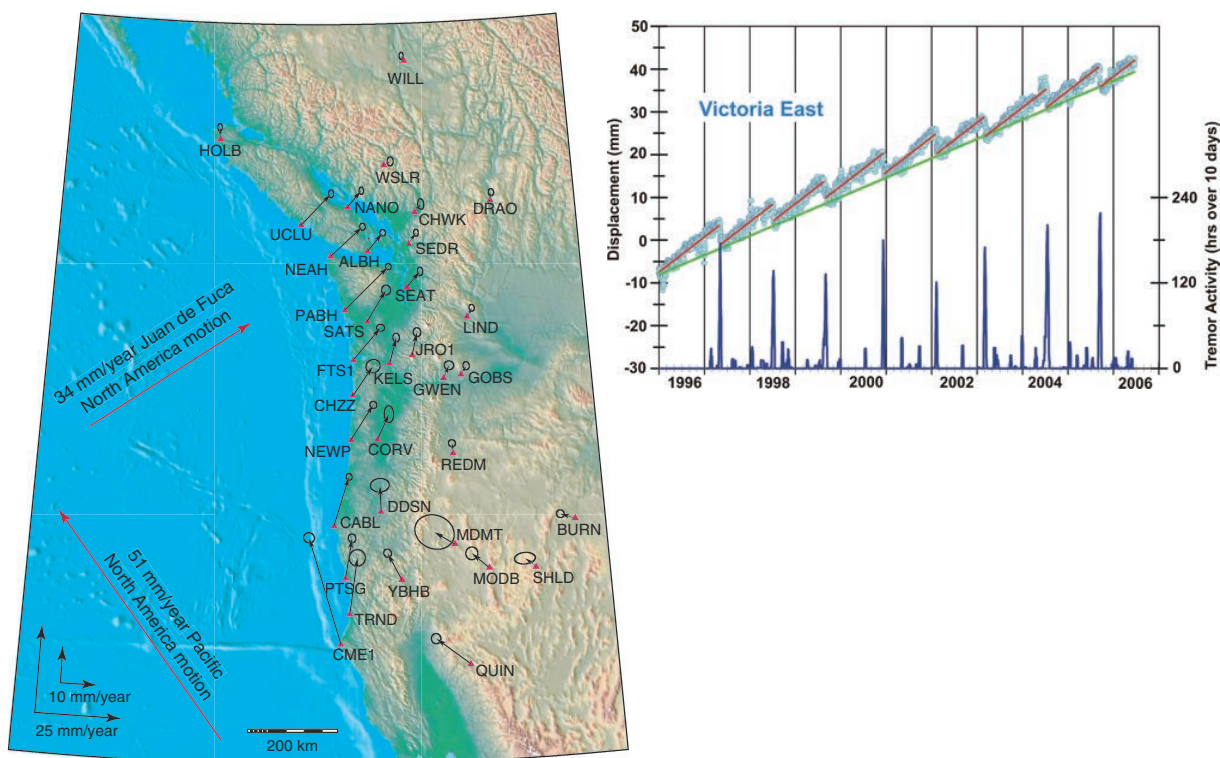 WILL
HOLB
WSLR
NANO
DRAO
CHWK
UCLU
SEDR
NEAH
ALBH
SEAT
PABH
SATS
LIND
34 mm/year Juan de Fuca
North America motion
JRO1
FTS1
KELS
GWEN
GOBS
CHZZ
NEWP
CORV
REDM
DDSN
CABL
BURN
MDMT
51 mm/year Pacific
North America motion
PTSG
YBHB
MODB
SHLD
TRND
CME1
QUIN
10 mm/year
25 mm/year
200 km
50
40
30
20
10
0
-10
-20
-30
Displacement (mm)
Victoria East
240
120
0
Tremor Activity (hrs over 10 days)
1996
1998
2000
2002
2004
2006